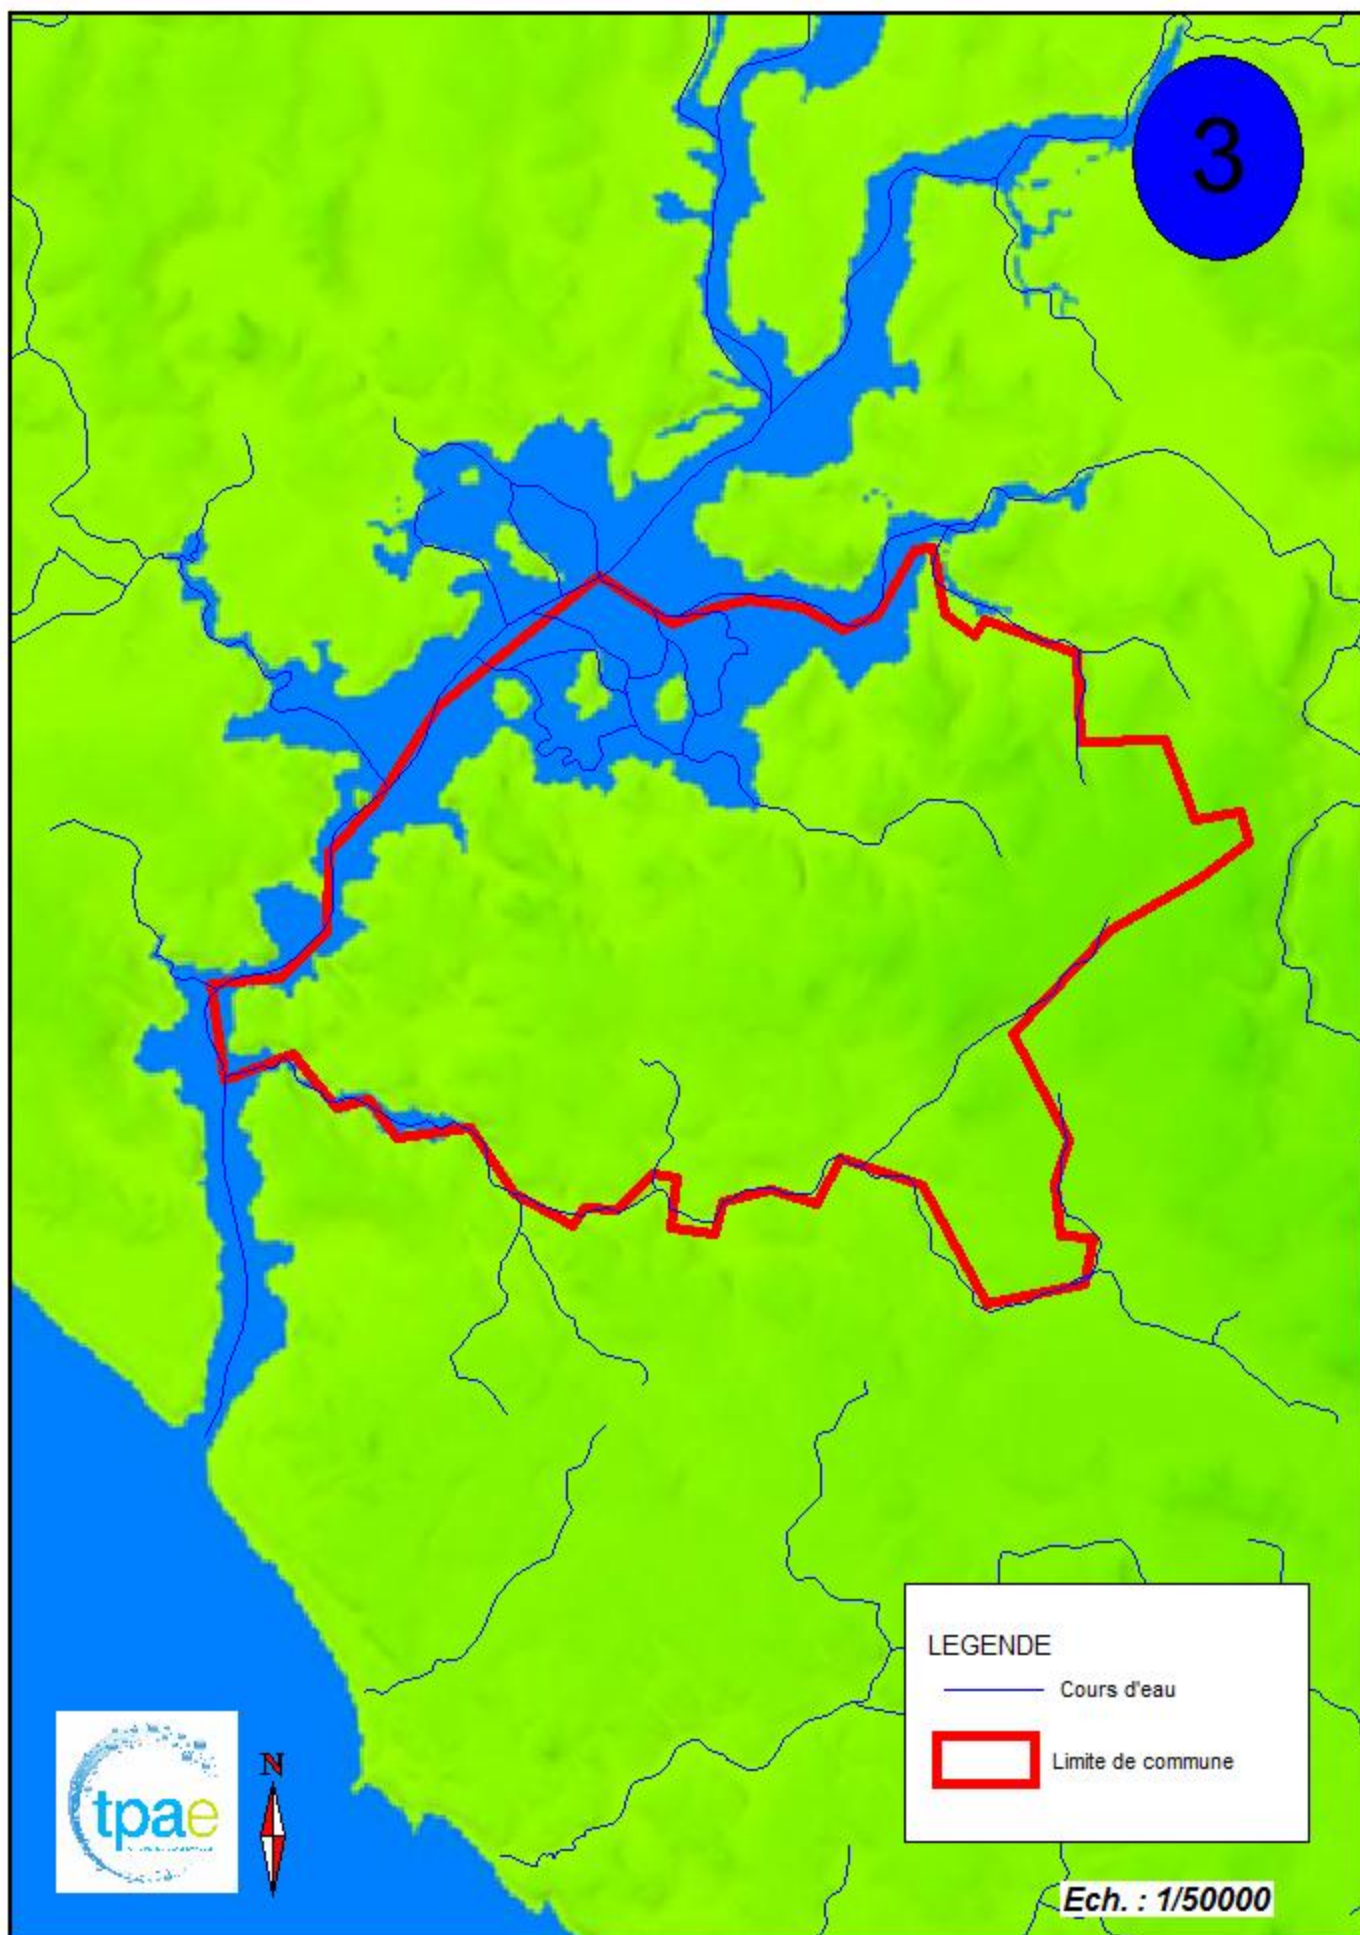 3
LEGENDE
Cours d'eau
Limite de commune
tpae
N
Ech. : 1/50000